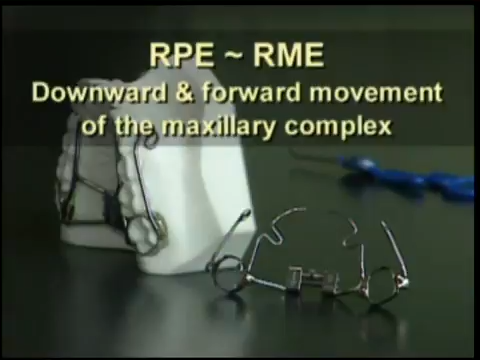 RPE ~ RME
Downward & forward movement
of the maxillary complex